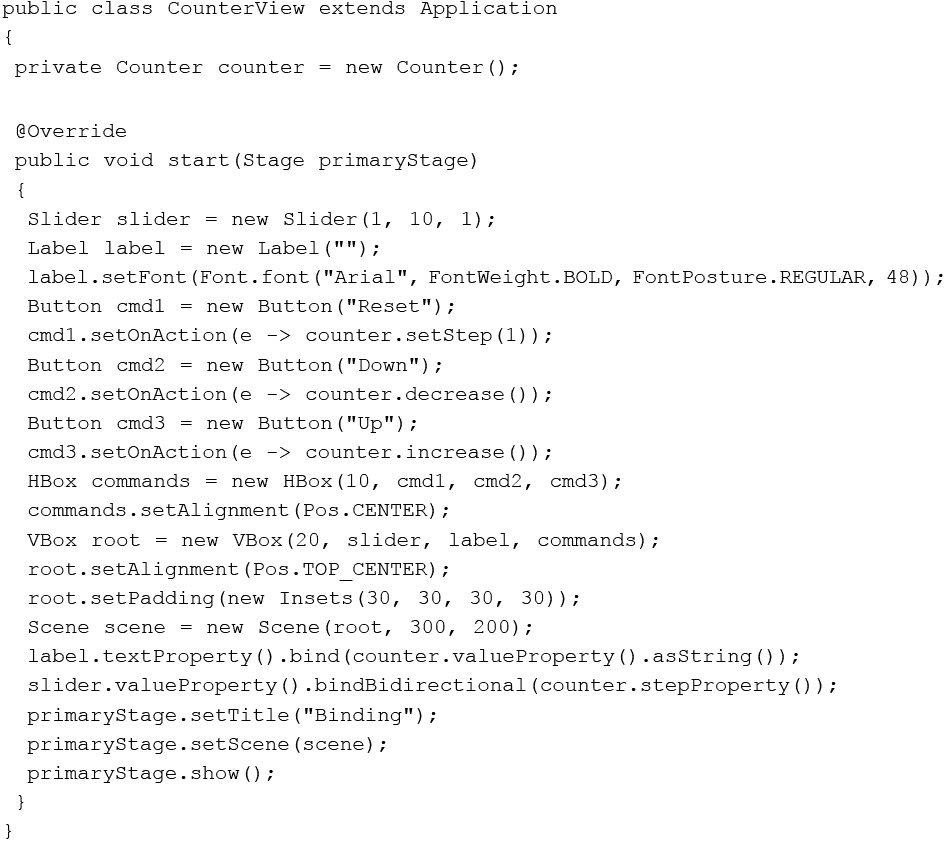 public class CounterView extends Application
{
private Counter counter = new Counter();
@Override
public void start(Stage primaryStage)
{
Slider slider = new Slider(1, 10, 1);
Label label = new Label("");
label.setFont(Font.font("Arial", FontWeight.BOLD, FontPosture.REGULAR, 48));
Button cmd1 = new Button("Reset");
cmd1.setOnAction(e -> counter.setStep(1));
Button cmd2 = new Button("Down");
cmd2.setOnAction(e -> counter.decrease());
Button cmd3 = new Button("Up");
cmd3.setOnAction(e -> counter.increase());
HBox commands = new HBox(10, cmd1, cmd2, cmd3);
commands.setAlignment(Pos.CENTER);
VBox root = new VBox(20, slider, label, commands);
root.setAlignment(Pos.TOP_CENTER);
root.setPadding(new Insets(30, 30, 30, 30));
Scene scene = new Scene(root, 300, 200);
label.textProperty().bind(counter.valueProperty().asString());
slider.valueProperty().bindBidirectional(counter.stepProperty());
primaryStage.setTitle("Binding");
primaryStage.setScene(scene);
primaryStage.show();
}
}